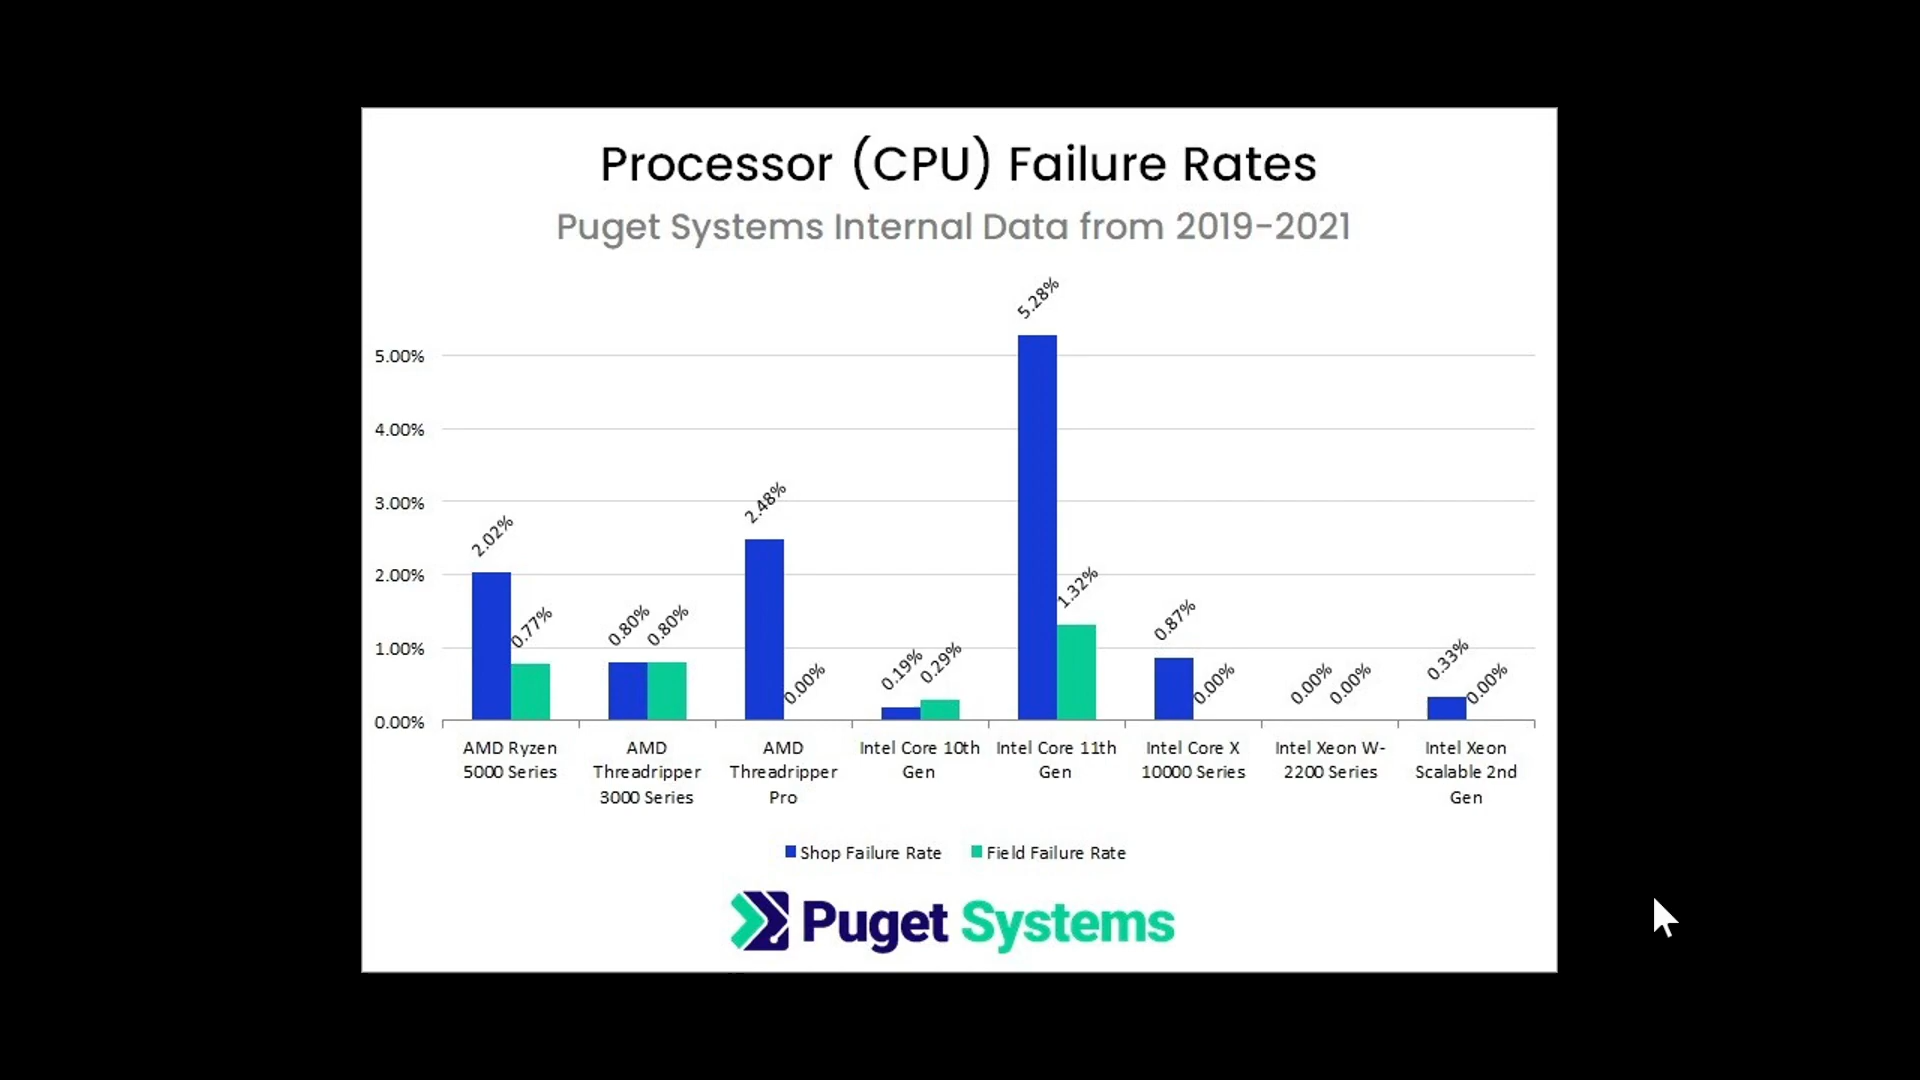 Processor (CPU) Failure Rates
Puget Systems Internal Data from 2019-2021
5.28%
5.00%
4.00%
3.00%
2.48%
2.02%
2.00%
1.32%
1.00%
0.77%
0.80%
0.80%
0.00%
0.19%
0.29%
0.87%
0.00%
0.00%
0.00%
0.33%
0.00%
0.00%
AMD Ryzen
5000 Series
AMD
Threadripper
3000 Series
AMD
Threadripper
Pro
Intel Core 10th
Gen
Intel Core 11th
Gen
Intel Core X
10000 Series
Intel Xeon W-
2200 Series
Intel Xeon
Scalable 2nd
Gen
Shop Failure Rate
Field Failure Rate
Puget Systems